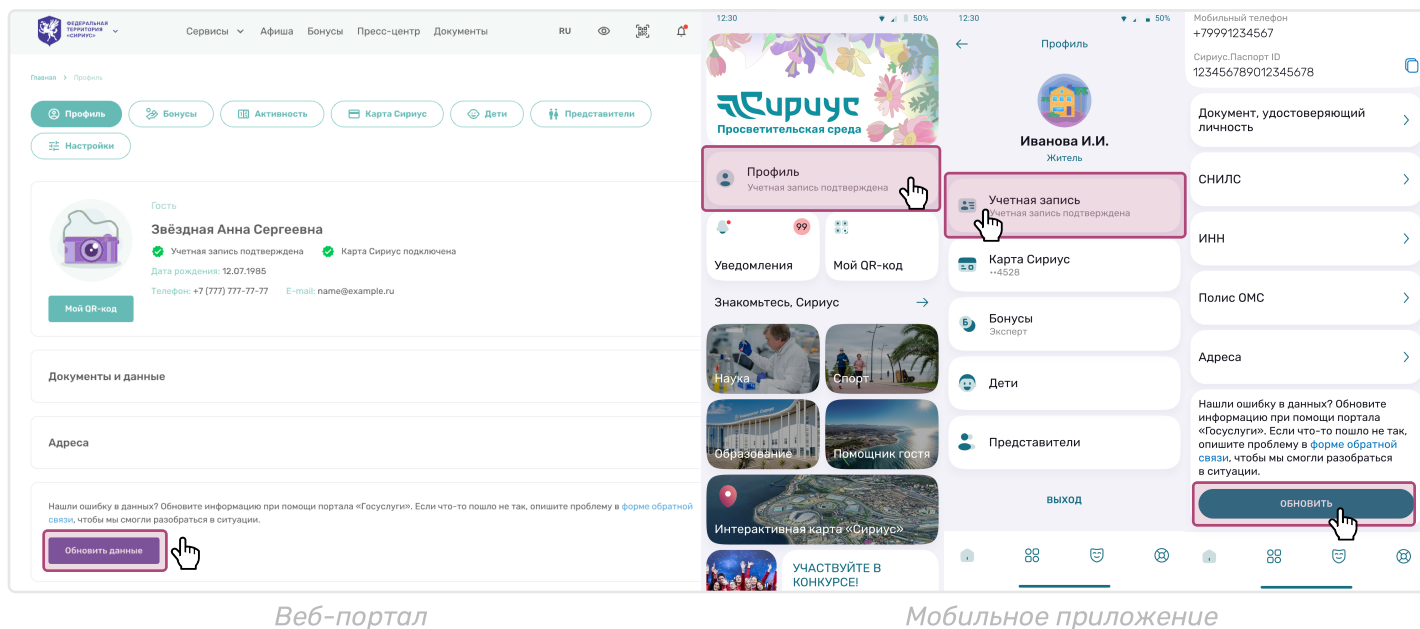 ФЕДЕРАЛЬНАЯ
ТЕРРИТОРИЯ
«СИРИУС»
Сервисы
Афиша
Бонусы
Пресс-центр
Документы
RU
Главная > Профиль
Профиль
Бонусы
Активность
Карта Сириус
Дети
Представители
Настройки
Гость
Звёздная Анна Сергеевна
Учетная запись подтверждена
Карта Сириус подключена
Дата рождения: 12.07.1985
Телефон: +7 (777) 777-77-77
E-mail: name@example.ru
Мой QR-код
Документы и данные
Адреса
Нашли ошибку в данных? Обновите информацию при помощи портала «Госуслуги». Если что-то пошло не так, опишите проблему в форме обратной
связи, чтобы мы смогли разобраться в ситуации.
Обновить данные
Веб-портал
12:30
50%
Сириус
Просветительская среда
Профиль
Учетная запись подтверждена
99
Уведомления
Мой QR-код
Знакомьтесь, Сириус
Наука
Спорт
Образование
Помощник гостя
Интерактивная карта «Сириус»
УЧАСТВУЙТЕ В
КОНКУРСЕ!
12:30
50%
Профиль
Иванова И.И.
Житель
Учетная запись
Учетная запись подтверждена
Карта Сириус
··4528
Бонусы
Эксперт
Дети
Представители
ВЫХОД
Мобильный телефон
+79991234567
Сириус.Паспорт ID
123456789012345678
Документ, удостоверяющий
личность
СНИЛС
ИНН
Полис ОМС
Адреса
Нашли ошибку в данных? Обновите
информацию при помощи портала
«Госуслуги». Если что-то пошло не так,
опишите проблему в форме обратной
связи, чтобы мы смогли разобраться
в ситуации.
ОБНОВИТЬ
Мобильное приложение